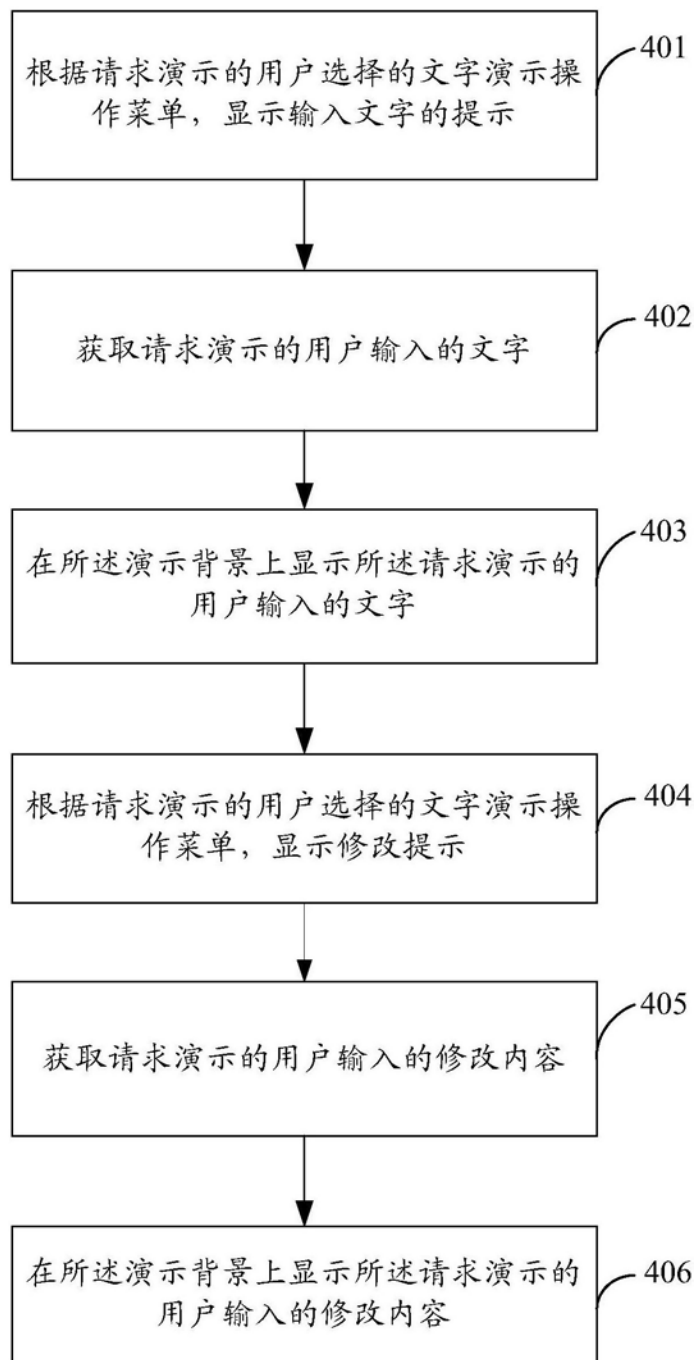 根据请求演示的用户选择的文字演示操
作菜单，显示输入文字的提示
401
获取请求演示的用户输入的文字
402
在所述演示背景上显示所述请求演示的
用户输入的文字
403
根据请求演示的用户选择的文字演示操
作菜单，显示修改提示
404
获取请求演示的用户输入的修改内容
405
在所述演示背景上显示所述请求演示的
用户输入的修改内容
406